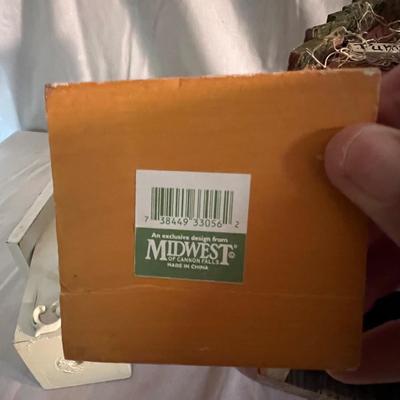 7 38449 33056 2
An exclusive design from
MIDWEST®
OF CANNON FALLS
MADE IN CHINA